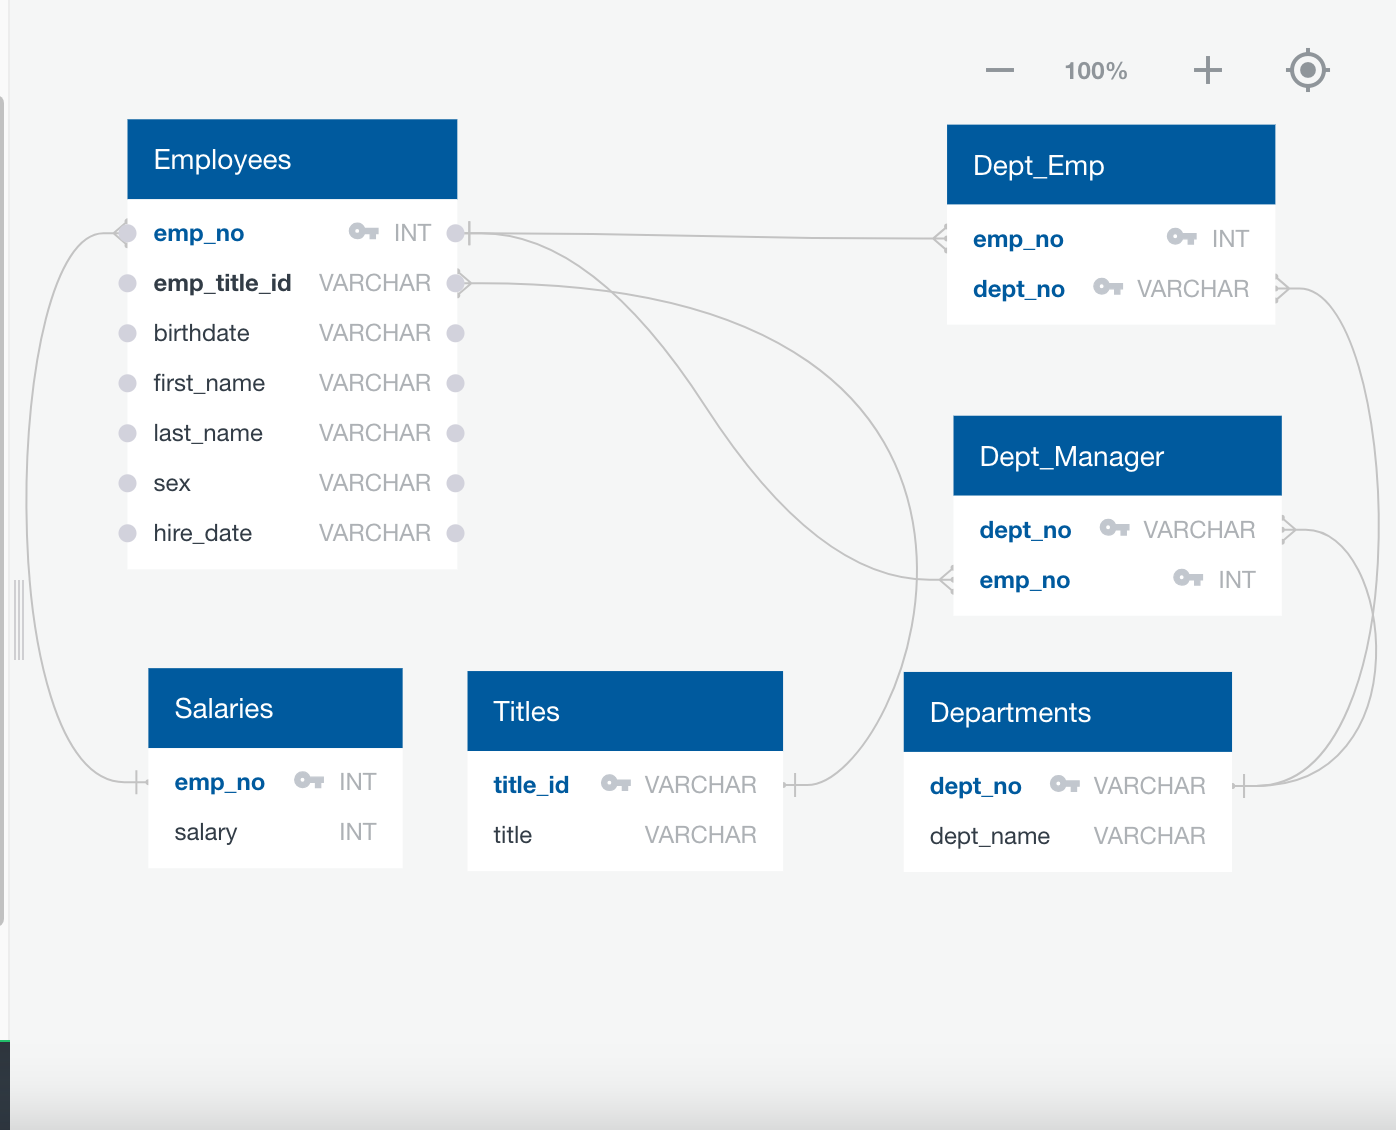 100%
Employees
emp_no INT
emp_title_id VARCHAR
birthdate VARCHAR
first_name VARCHAR
last_name VARCHAR
sex VARCHAR
hire_date VARCHAR
Dept_Emp
emp_no INT
dept_no VARCHAR
Dept_Manager
dept_no VARCHAR
emp_no INT
Salaries
emp_no INT
salary INT
Titles
title_id VARCHAR
title VARCHAR
Departments
dept_no VARCHAR
dept_name VARCHAR